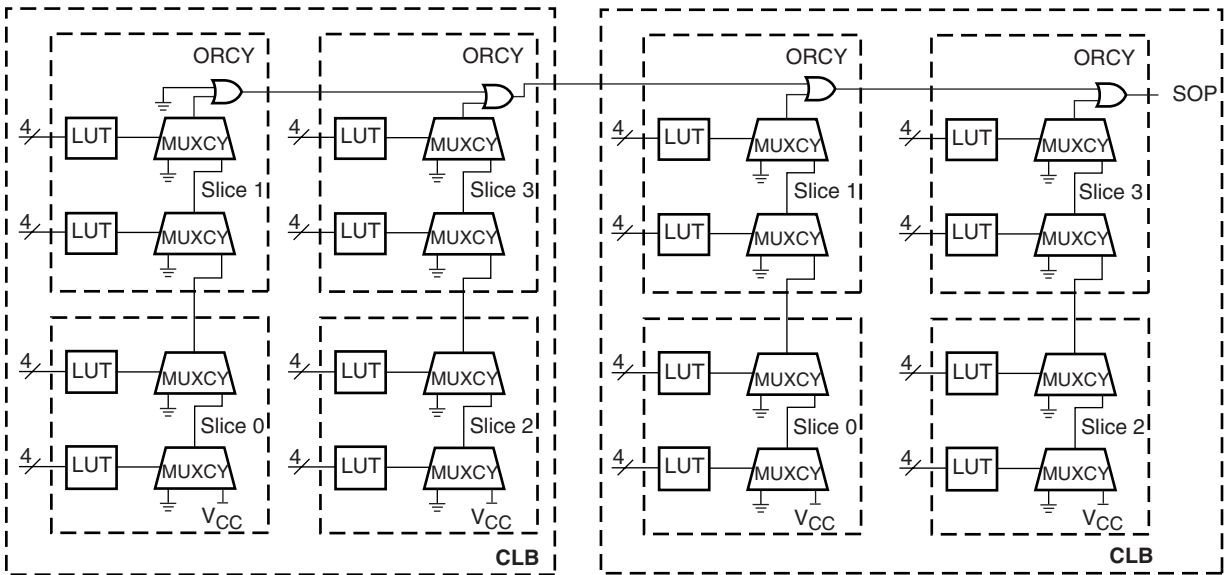 ORCY ORCY ORCY ORCY
SOP
4 LUT MUXCY 4 LUT MUXCY 4 LUT MUXCY 4 LUT MUXCY
Slice 1 Slice 3 Slice 1 Slice 3
4 LUT MUXCY 4 LUT MUXCY 4 LUT MUXCY 4 LUT MUXCY
4 LUT MUXCY 4 LUT MUXCY 4 LUT MUXCY 4 LUT MUXCY
Slice 0 Slice 2 Slice 0 Slice 2
4 LUT MUXCY 4 LUT MUXCY 4 LUT MUXCY 4 LUT MUXCY
VCC VCC VCC VCC
CLB CLB